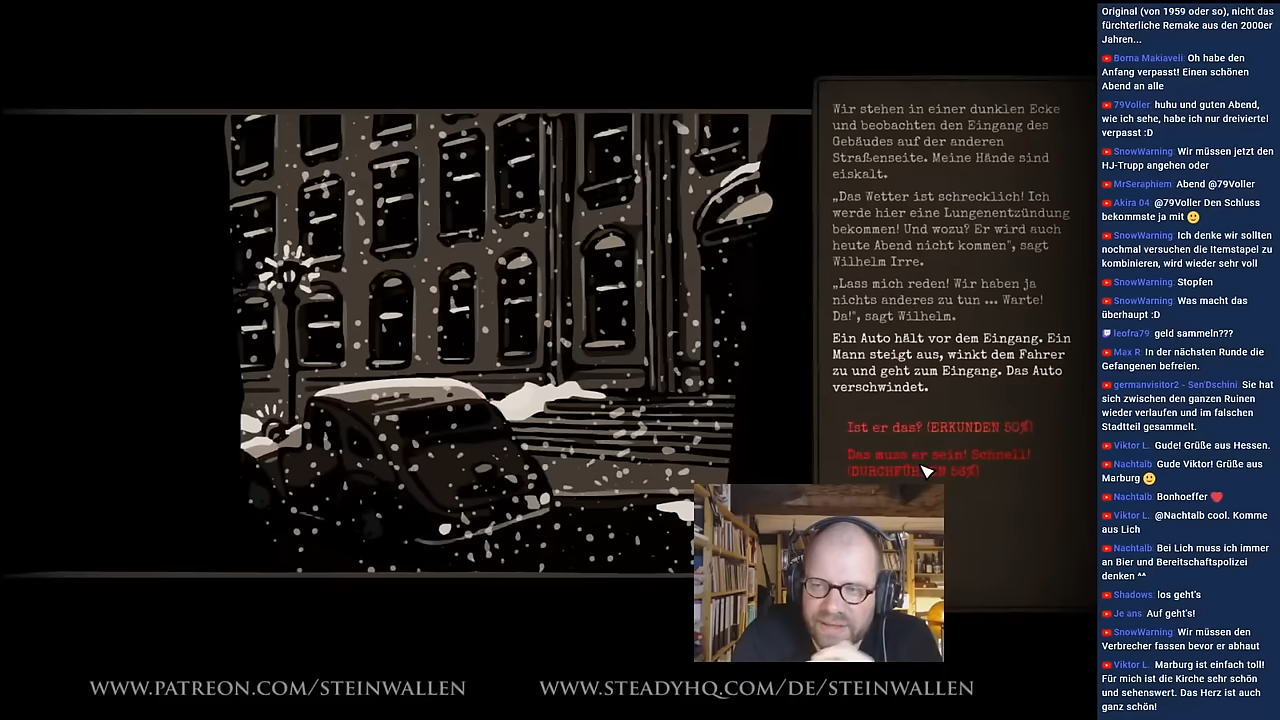 Wir stehen in einer dunklen Ecke
und beobachten den Eingang des
Gebäudes auf der anderen
Straßenseite. Meine Hände sind
eiskalt.
„Das Wetter ist schrecklich! Ich
werde hier eine Lungenentzündung
bekommen! Und wozu? Er wird auch
heute Abend nicht kommen", sagt
Wilhelm Irre.
„Lass mich reden! Wir haben ja
nichts anderes zu tun ... Warte!
Da!", sagt Wilhelm.
Ein Auto hält vor dem Eingang. Ein
Mann steigt aus, winkt dem Fahrer
zu und geht zum Eingang. Das Auto
verschwindet.
Ist er das? (ERKUNDEN 50%)
Das muss er sein! Schnell!
WWW.PATREON.COM/STEINWALLEN
WWW.STEADYHQ.COM/DE/STEINWALLEN
Original (von 1959 oder so), nicht das
fürchterliche Remake aus den 2000er
Jahren...
Borna Makiaveli Oh habe den
Anfang verpasst! Einen schönen
Abend an alle
79Voller huhu und guten Abend,
wie ich sehe, habe ich nur dreiviertel
verpasst :D
SnowWarning Wir müssen jetzt den
HJ-Trupp angehen oder
MrSeraphiem Abend @79Voller
Akira 04 @79Voller Den Schluss
bekommste ja mit 🙂
SnowWarning Ich denke wir sollten
nochmal versuchen die Itemstapel zu
kombinieren, wird wieder sehr voll
SnowWarning Stopfen
SnowWarning Was macht das
überhaupt :D
leofra79 geld sammeln???
Max R. In der nächsten Runde die
Gefangenen befreien.
germanvisitor2 - Sen'Dschini Sie hat
sich zwischen den ganzen Ruinen
wieder verlaufen und im falschen
Stadtteil gesammelt.
Viktor L. Gude! Grüße aus Hessen.
Nachtalb Gude Viktor! Grüße aus
Marburg 🙂
Nachtalb Bonhoeffer ❤️
Viktor L. @Nachtalb cool. Komme
aus Lich
Nachtalb Bei Lich muss ich immer
an Bier und Bereitschaftspolizei
denken ^^
Shadows los geht's
Je ans Auf geht's!
SnowWarning Wir müssen den
Verbrecher fassen bevor er abhaut
Viktor L. Marburg ist einfach toll!
Für mich ist die Kirche sehr schön
und sehenswert. Das Herz ist auch
ganz schön!